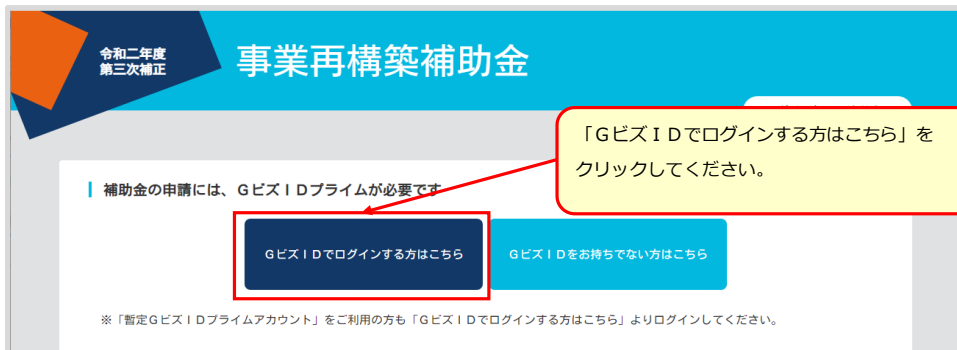 令和二年度
第三次補正
事業再構築補助金
「GビズIDでログインする方はこちら」を
クリックしてください。
補助金の申請には、GビズIDプライムが必要です
GビズIDでログインする方はこちら
GビズIDをお持ちでない方はこちら
※「暫定GビズIDプライムアカウント」をご利用の方も「GビズIDでログインする方はこちら」よりログインしてください。